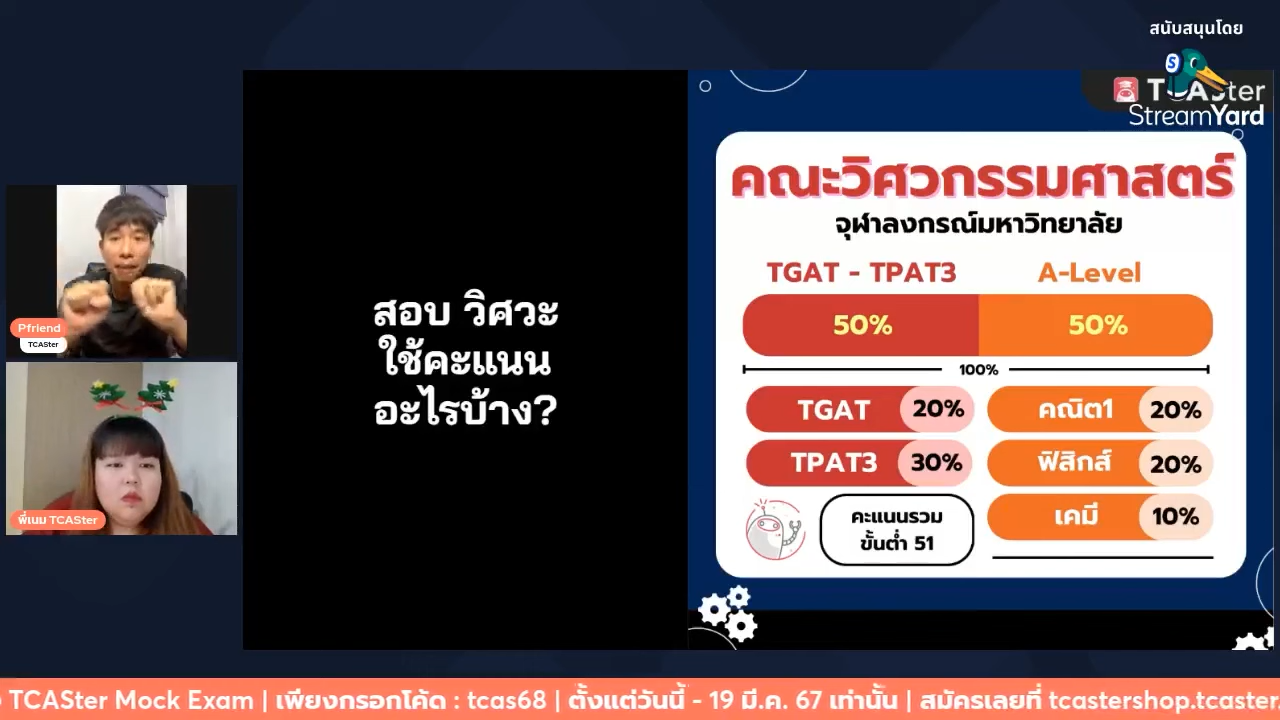 สนับสนุนโดย
TCASter
StreamYard
คณะวิศวกรรมศาสตร์
จุฬาลงกรณ์มหาวิทยาลัย
TGAT - TPAT3
A-Level
50%
50%
100%
TGAT 20%
คณิต1 20%
TPAT3 30%
ฟิสิกส์ 20%
เคมี 10%
คะแนนรวม
ขั้นต่ำ 51
สอบ วิศวะ
ใช้คะแนน
อะไรบ้าง?
Pfriend
TCASter
พี่เนม TCASter
TCASter Mock Exam | เพียงกรอกโค้ด : tcas68 | ตั้งแต่วันนี้ - 19 มี.ค. 67 เท่านั้น | สมัครเลยที่ tcastershop.tcaster.